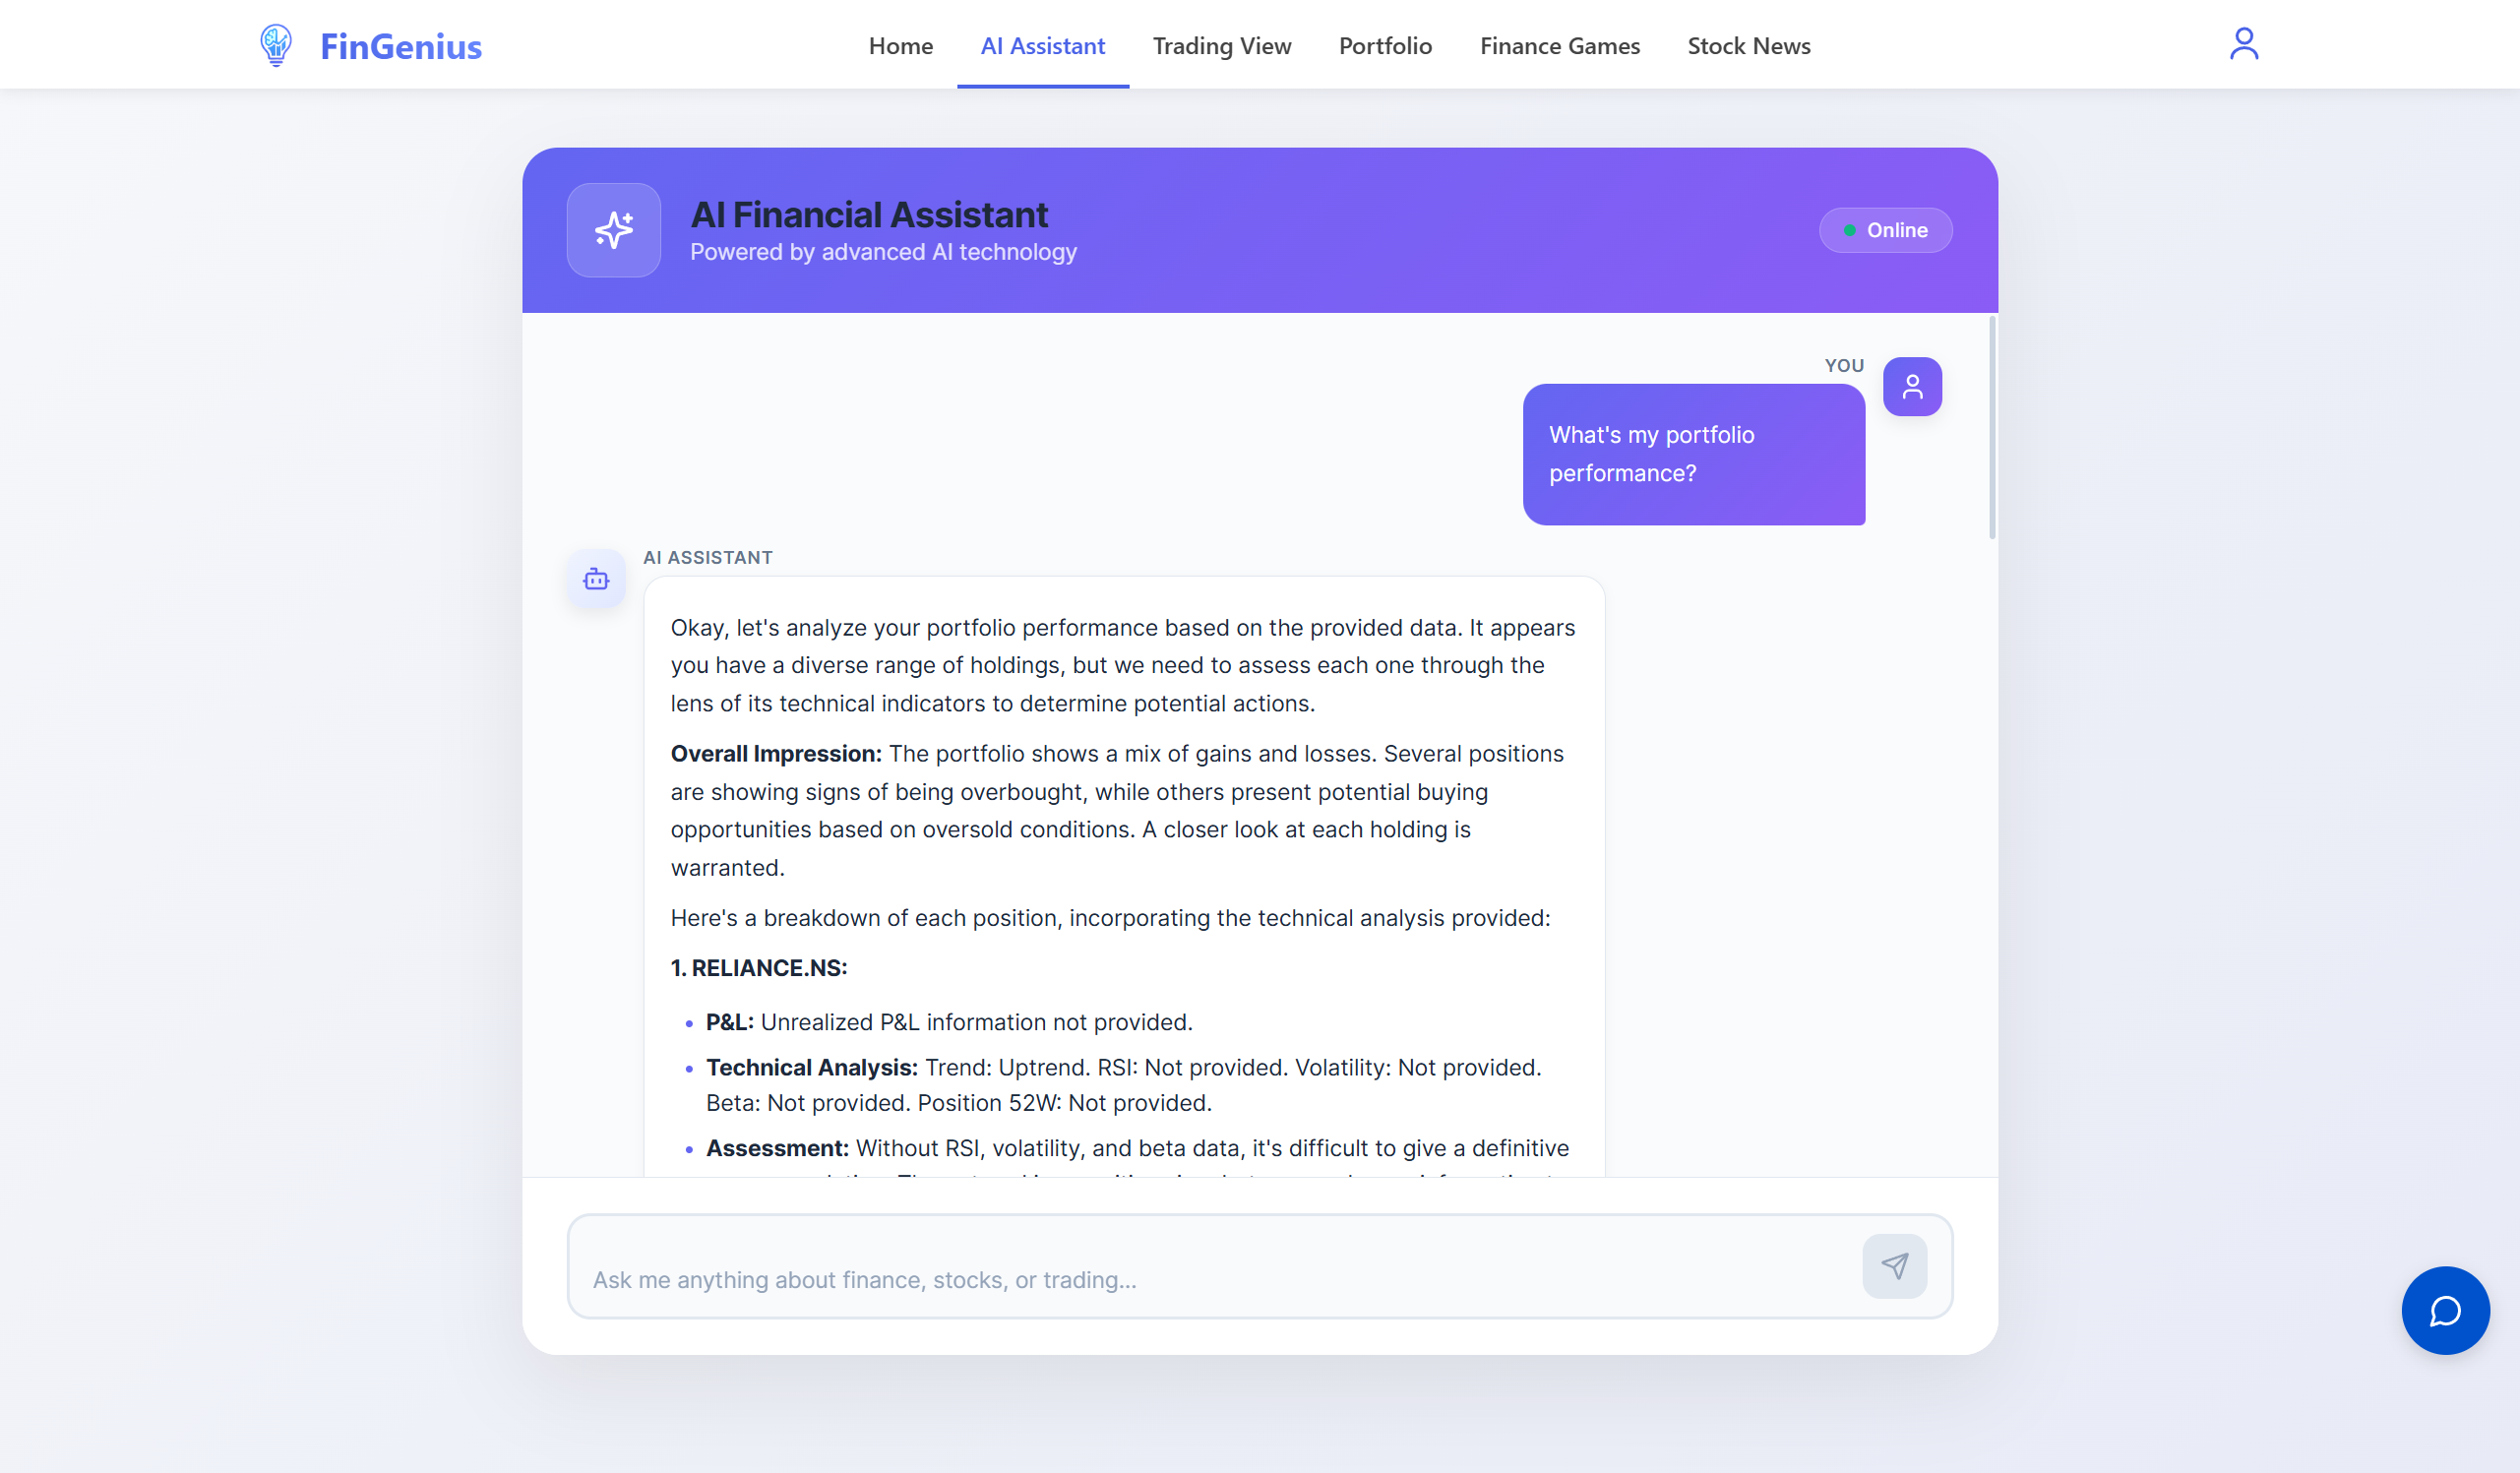 FinGenius
Home
AI Assistant
Trading View
Portfolio
Finance Games
Stock News
AI Financial Assistant
Powered by advanced AI technology
Online
YOU
What's my portfolio
performance?
AI ASSISTANT
Okay, let's analyze your portfolio performance based on the provided data. It appears
you have a diverse range of holdings, but we need to assess each one through the
lens of its technical indicators to determine potential actions.
Overall Impression: The portfolio shows a mix of gains and losses. Several positions
are showing signs of being overbought, while others present potential buying
opportunities based on oversold conditions. A closer look at each holding is
warranted.
Here's a breakdown of each position, incorporating the technical analysis provided:
1. RELIANCE.NS:
• P&L: Unrealized P&L information not provided.
• Technical Analysis: Trend: Uptrend. RSI: Not provided. Volatility: Not provided.
Beta: Not provided. Position 52W: Not provided.
• Assessment: Without RSI, volatility, and beta data, it's difficult to give a definitive
Ask me anything about finance, stocks, or trading...